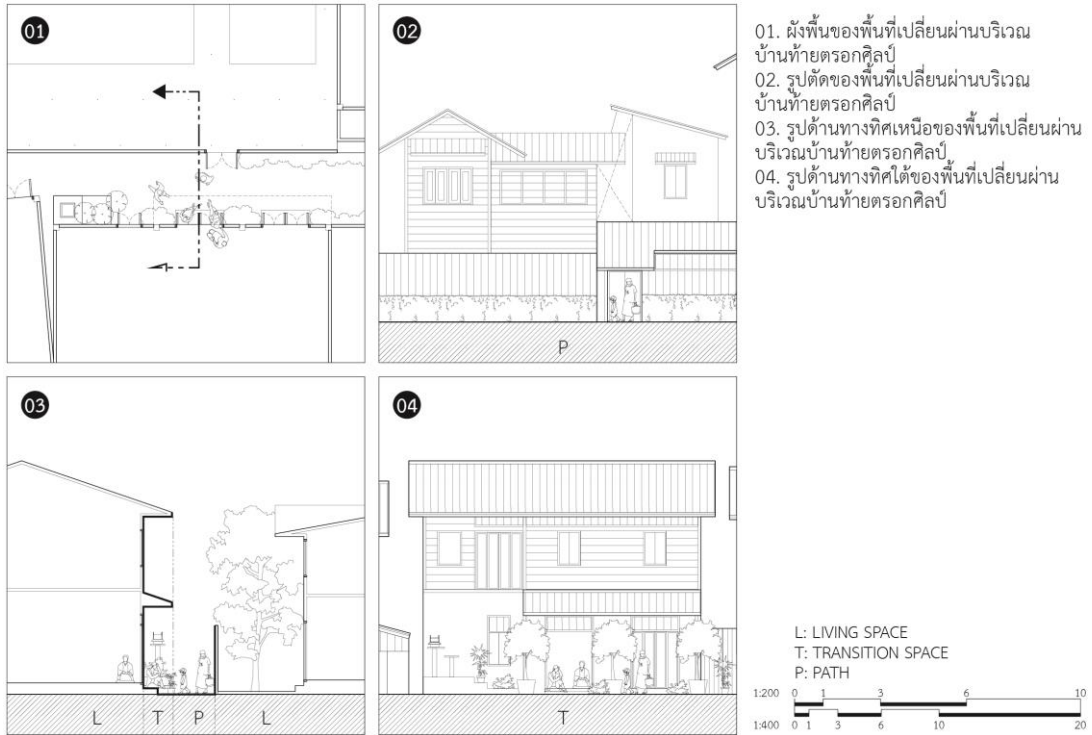 01
02
01. ผังพื้นของพื้นที่เปลี่ยนผ่านบริเวณ
บ้านท้ายตรอกศิลป์
02. รูปตัดของพื้นที่เปลี่ยนผ่านบริเวณ
บ้านท้ายตรอกศิลป์
03. รูปด้านทางทิศเหนือของพื้นที่เปลี่ยนผ่าน
บริเวณบ้านท้ายตรอกศิลป์
04. รูปด้านทางทิศใต้ของพื้นที่เปลี่ยนผ่าน
บริเวณบ้านท้ายตรอกศิลป์
P
03
04
L T P L
T
L: LIVING SPACE
T: TRANSITION SPACE
P: PATH
1:200 0 1 3 6 10
1:400 0 1 3 6 10 20